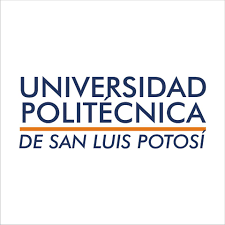 UNIVERSIDAD
POLITÉCNICA
DE SAN LUIS POTOSÍ